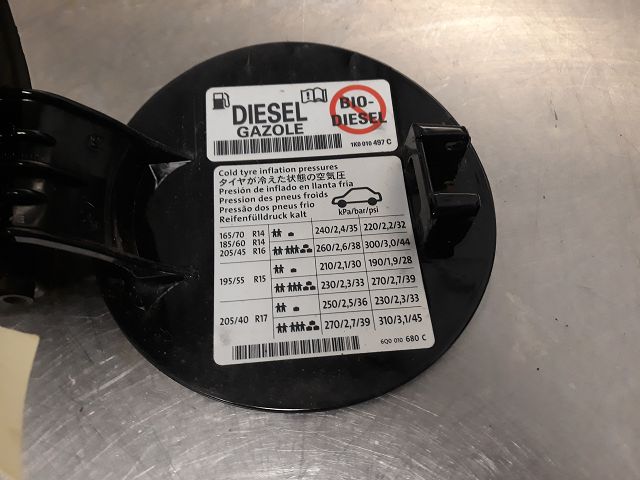 DIESEL
GAZOLE
BIO-
DIESEL
1K0 010 497 C
Cold tyre inflation pressures
タイヤが冷えた状態の空気圧
Presión de inflado en llanta fria
Pression des pneus froids
Pressão dos pneus frio
Reifenfülldruck kalt
kPa/bar/psi
165/70 R14 240/2,4/35 220/2,2/32
185/60 R14
205/45 R16 260/2,6/38 300/3,0/44
195/55 R15 210/2,1/30 190/1,9/28
230/2,3/33 270/2,7/39
205/40 R17 250/2,5/36 230/2,3/33
270/2,7/39 310/3,1/45
6Q0 010 680 C